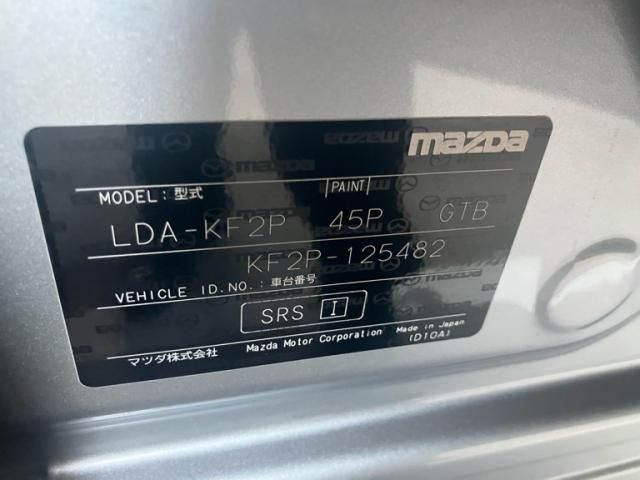 mazda
MODEL:型式 PAINT
LDA-KF2P 45P GTB
KF2P-125482
VEHICLE ID.NO.:車台番号
SRS I
マツダ株式会社 Mazda Motor Corporation Made in Japan
(D10A)